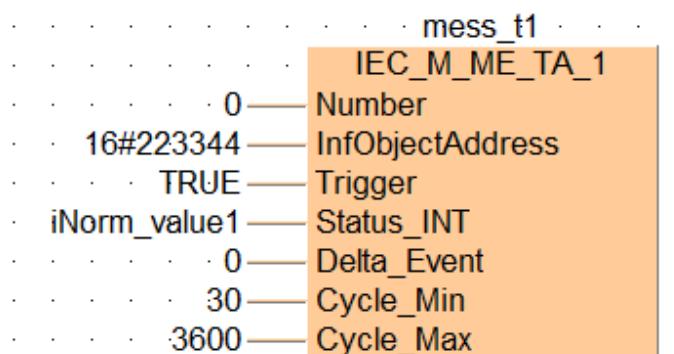 mess_t1
IEC_M_ME_TA_1
0 Number
16#223344 InfObjectAddress
TRUE Trigger
iNorm_value1 Status_INT
0 Delta_Event
30 Cycle_Min
3600 Cycle_Max